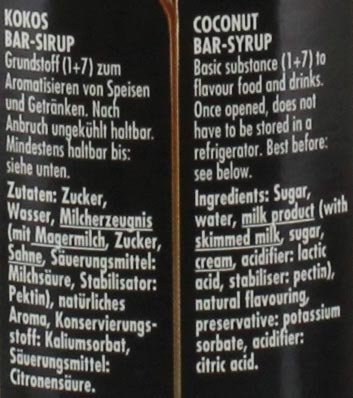 KOKOS
BAR-SIRUP
Grundstoff (1+7) zum
Aromatisieren von Speisen
und Getränken. Nach
Anbruch ungekühlt haltbar.
Mindestens haltbar bis:
siehe unten.
Zutaten: Zucker,
Wasser, Milcherzeugnis
(mit Magermilch, Zucker,
Sahne, Säuerungsmittel:
Milchsäure, Stabilisator:
Pektin), natürliches
Aroma, Konservierungs-
stoff: Kaliumsorbat,
Säuerungsmittel:
Citronensäure.
COCONUT
BAR-SYRUP
Basic substance (1+7) to
flavour food and drinks.
Once opened, does not
have to be stored in a
refrigerator. Best before:
see below.
Ingredients: Sugar,
water, milk product (with
skimmed milk, sugar,
cream, acidifier: lactic
acid, stabiliser: pectin),
natural flavouring,
preservative: potassium
sorbate, acidifier:
citric acid.